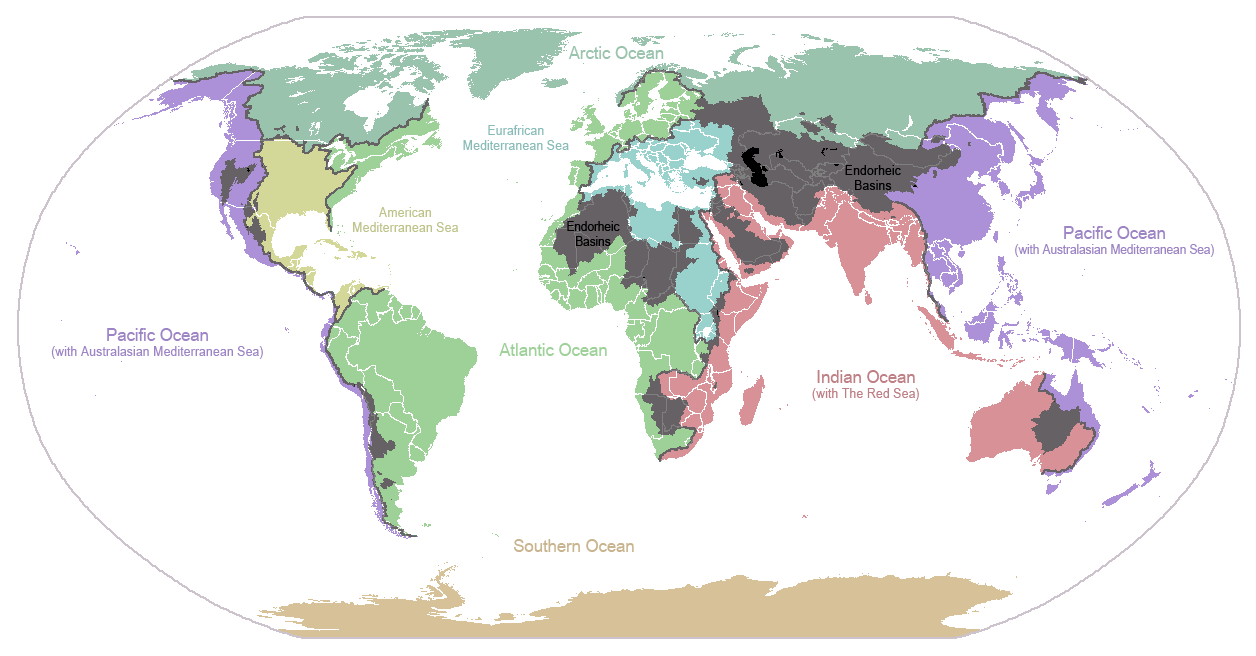 Arctic Ocean
Eurafrican
Mediterranean Sea
Endorheic
Basins
American
Mediterranean Sea
Endorheic
Basins
Pacific Ocean
(with Australasian Mediterranean Sea)
Pacific Ocean
(with Australasian Mediterranean Sea)
Atlantic Ocean
Indian Ocean
(with The Red Sea)
Southern Ocean